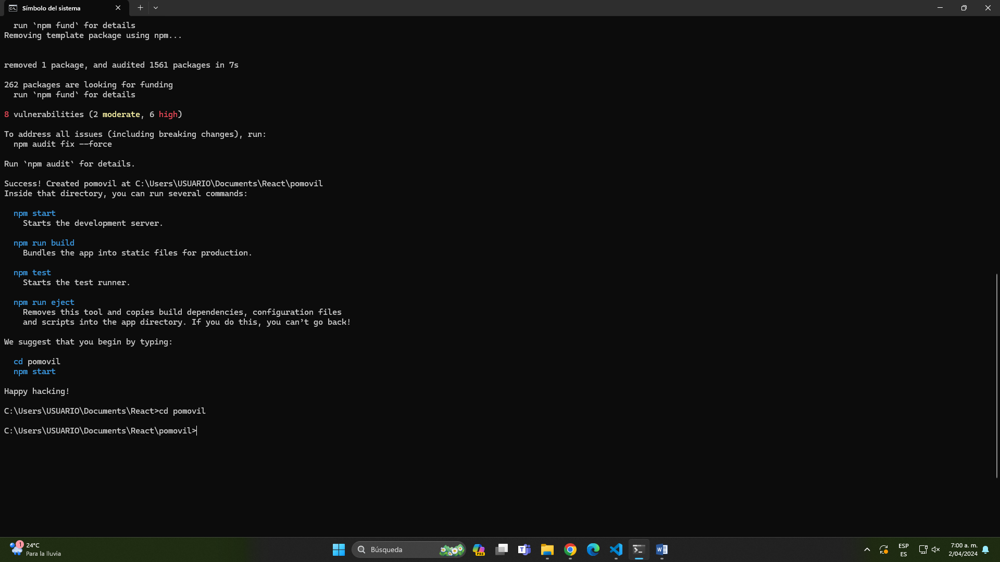 Símbolo del sistema
run `npm fund` for details
Removing template package using npm...
removed 1 package, and audited 1561 packages in 7s
262 packages are looking for funding
run `npm fund` for details
8 vulnerabilities (2 moderate, 6 high)
To address all issues (including breaking changes), run:
npm audit fix --force
Run `npm audit` for details.
Success! Created pomovil at C:\Users\USUARIO\Documents\React\pomovil
Inside that directory, you can run several commands:
npm start
Starts the development server.
npm run build
Bundles the app into static files for production.
npm test
Starts the test runner.
npm run eject
Removes this tool and copies build dependencies, configuration files
and scripts into the app directory. If you do this, you can’t go back!
We suggest that you begin by typing:
cd pomovil
npm start
Happy hacking!
C:\Users\USUARIO\Documents\React>cd pomovil
C:\Users\USUARIO\Documents\React\pomovil>
1
24°C
Para la lluvia
Búsqueda
PRE
ESP
ES
7:00 a. m.
2/04/2024